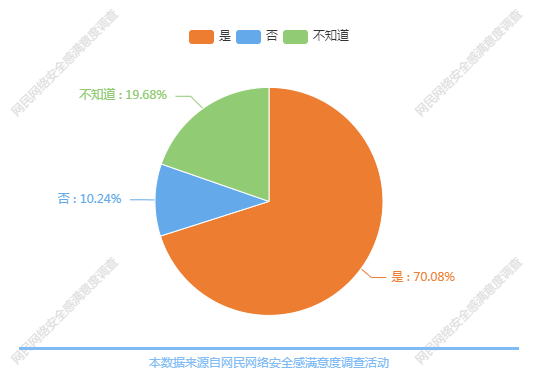 是 否 不知道
不知道 : 19.68%
否 : 10.24%
是 : 70.08%
本数据来源自网民网络安全感满意度调查活动
网民网络安全感满意度调查
网民网络安全感满意度调查
网民网络安全感满意度调查
网民网络安全感满意度调查